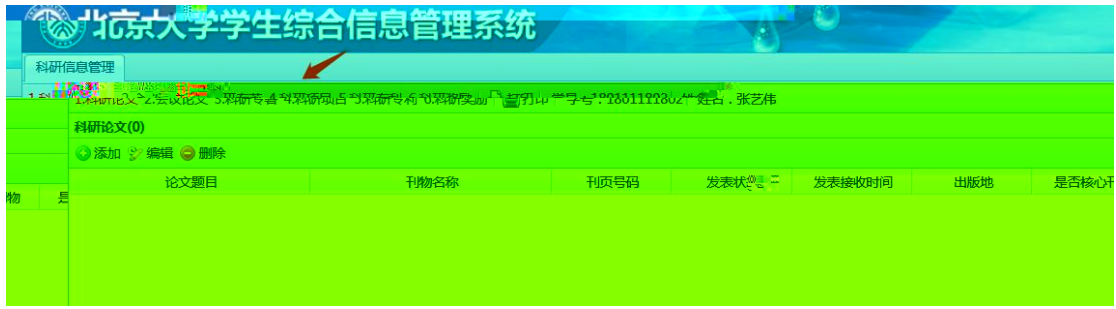 北京大学学生综合信息管理系统
科研信息管理
1.科研论文 2.会议论文 3.科研专著 4.科研项目 5.科研专利 6.科研奖励 打印 学号：1801111802 姓名：张艺伟
科研论文(0)
添加 编辑 删除
论文题目 刊物名称 刊页号码 发表状 发表接收时间 出版地 是否核心刊
物 是